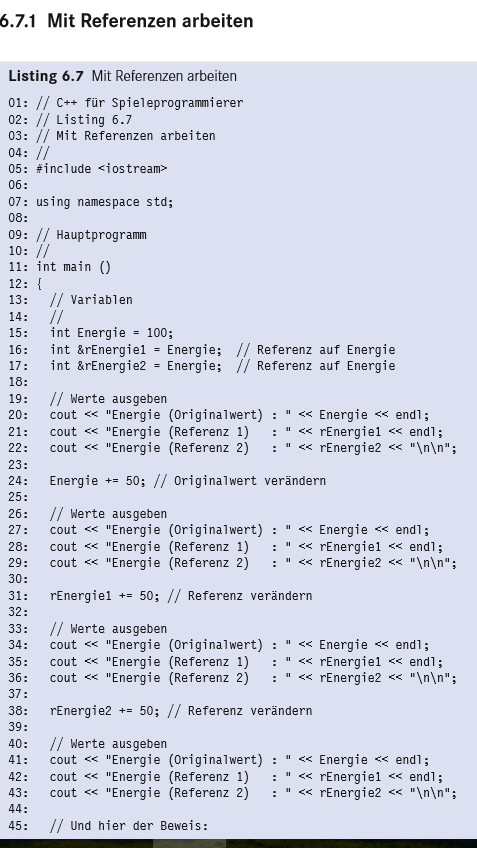 6.7.1 Mit Referenzen arbeiten
Listing 6.7 Mit Referenzen arbeiten
01: // C++ für Spieleprogrammierer
02: // Listing 6.7
03: // Mit Referenzen arbeiten
04: //
05: #include <iostream>
06:
07: using namespace std;
08:
09: // Hauptprogramm
10: //
11: int main ()
12: {
13:   // Variablen
14:   //
15:   int Energie = 100;
16:   int &rEnergie1 = Energie;  // Referenz auf Energie
17:   int &rEnergie2 = Energie;  // Referenz auf Energie
18:
19:   // Werte ausgeben
20:   cout << "Energie (Originalwert) : " << Energie << endl;
21:   cout << "Energie (Referenz 1)   : " << rEnergie1 << endl;
22:   cout << "Energie (Referenz 2)   : " << rEnergie2 << "\n\n";
23:
24:   Energie += 50; // Originalwert verändern
25:
26:   // Werte ausgeben
27:   cout << "Energie (Originalwert) : " << Energie << endl;
28:   cout << "Energie (Referenz 1)   : " << rEnergie1 << endl;
29:   cout << "Energie (Referenz 2)   : " << rEnergie2 << "\n\n";
30:
31:   rEnergie1 += 50; // Referenz verändern
32:
33:   // Werte ausgeben
34:   cout << "Energie (Originalwert) : " << Energie << endl;
35:   cout << "Energie (Referenz 1)   : " << rEnergie1 << endl;
36:   cout << "Energie (Referenz 2)   : " << rEnergie2 << "\n\n";
37:
38:   rEnergie2 += 50; // Referenz verändern
39:
40:   // Werte ausgeben
41:   cout << "Energie (Originalwert) : " << Energie << endl;
42:   cout << "Energie (Referenz 1)   : " << rEnergie1 << endl;
43:   cout << "Energie (Referenz 2)   : " << rEnergie2 << "\n\n";
44:
45:   // Und hier der Beweis: